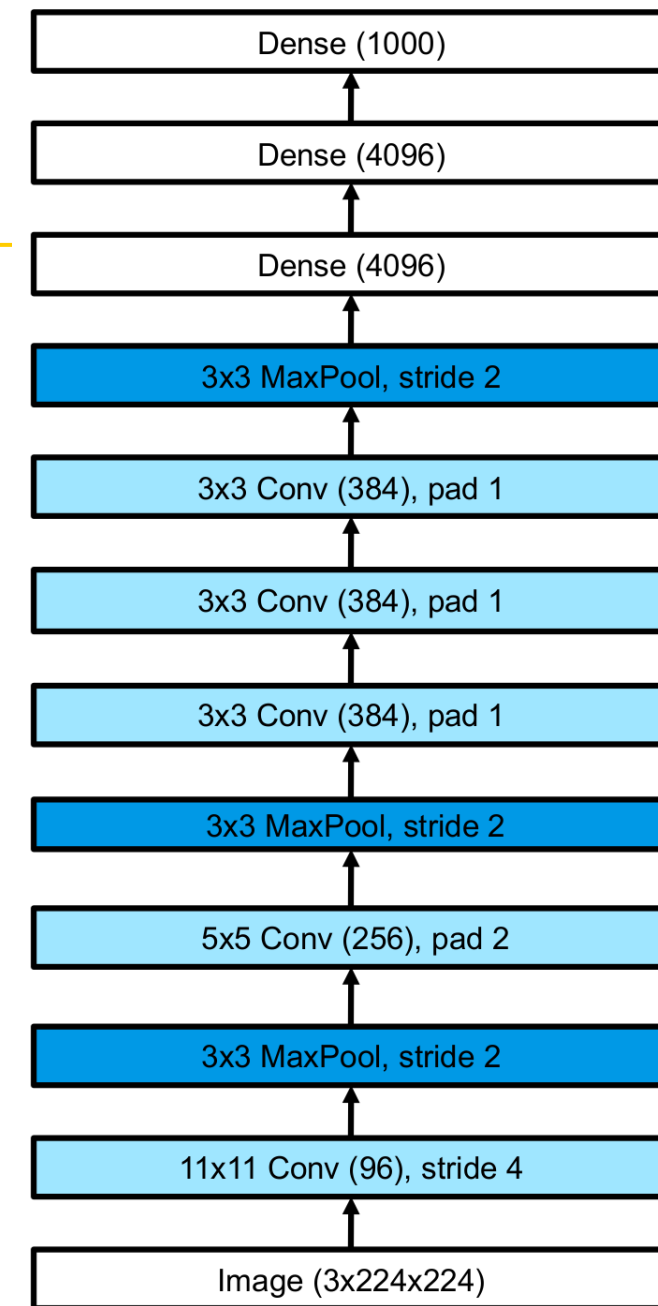 Dense (1000)
Dense (4096)
Dense (4096)
3x3 MaxPool, stride 2
3x3 Conv (384), pad 1
3x3 Conv (384), pad 1
3x3 Conv (384), pad 1
3x3 MaxPool, stride 2
5x5 Conv (256), pad 2
3x3 MaxPool, stride 2
11x11 Conv (96), stride 4
Image (3x224x224)